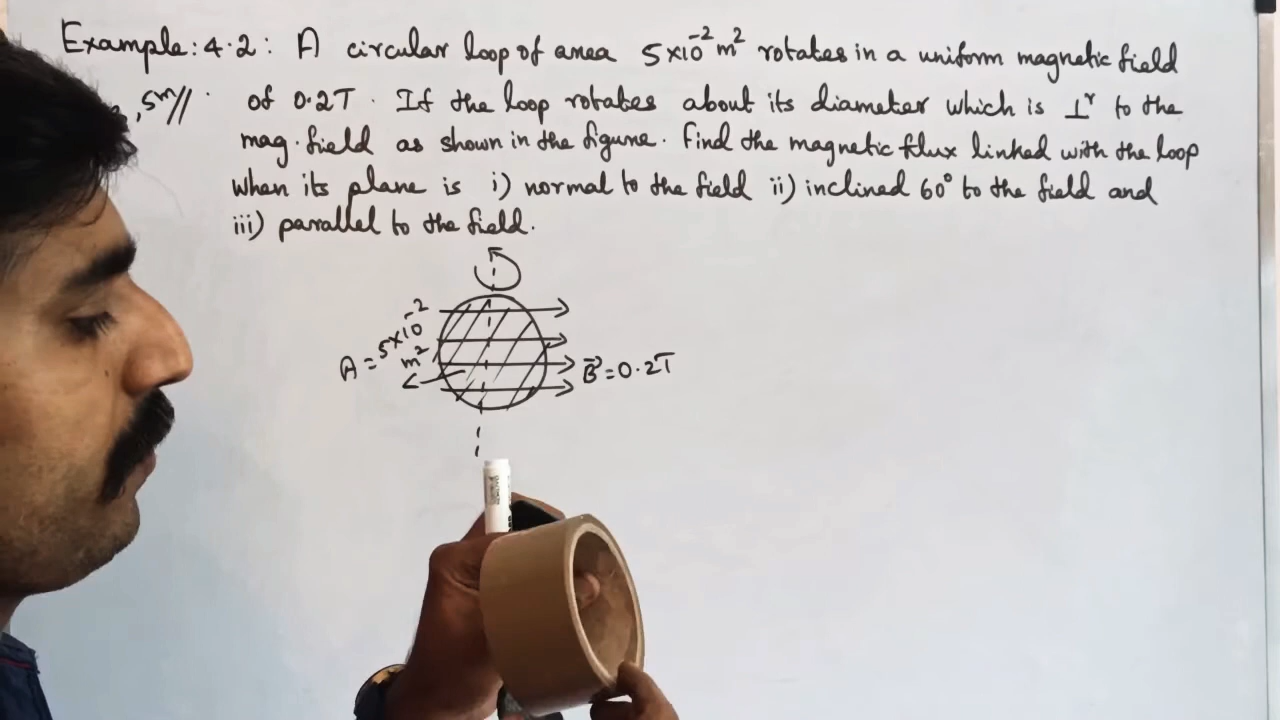 Example: 4.2: A circular loop of area 5×10⁻² m² rotates in a uniform magnetic field
, 5m// of 0.2T. If the loop rotates about its diameter which is ⊥ʳ to the
mag. field as shown in the figure. Find the magnetic flux linked with the loop
when its plane is i) normal to the field ii) inclined 60° to the field and
iii) parallel to the field.
A = 5×10⁻² m²
B⃗ = 0.2T